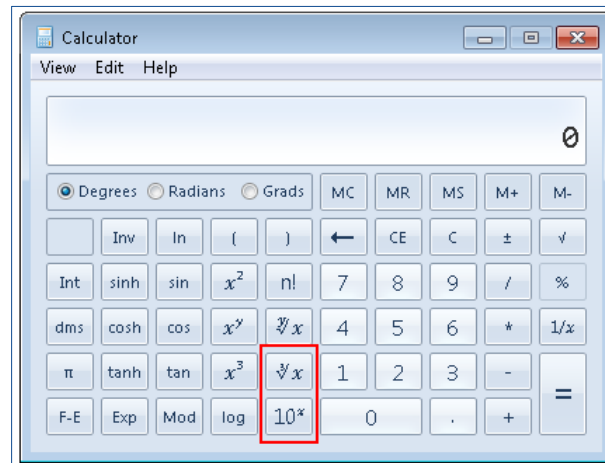 Calculator
View Edit Help
0
Degrees Radians Grads MC MR MS M+ M-
Inv ln ( ) ← CE C ± √
Int sinh sin x² n! 7 8 9 / %
dms cosh cos xʸ ʸ√x 4 5 6 * 1/x
π tanh tan x³ ³√x 1 2 3 - =
F-E Exp Mod log 10ˣ 0 . +